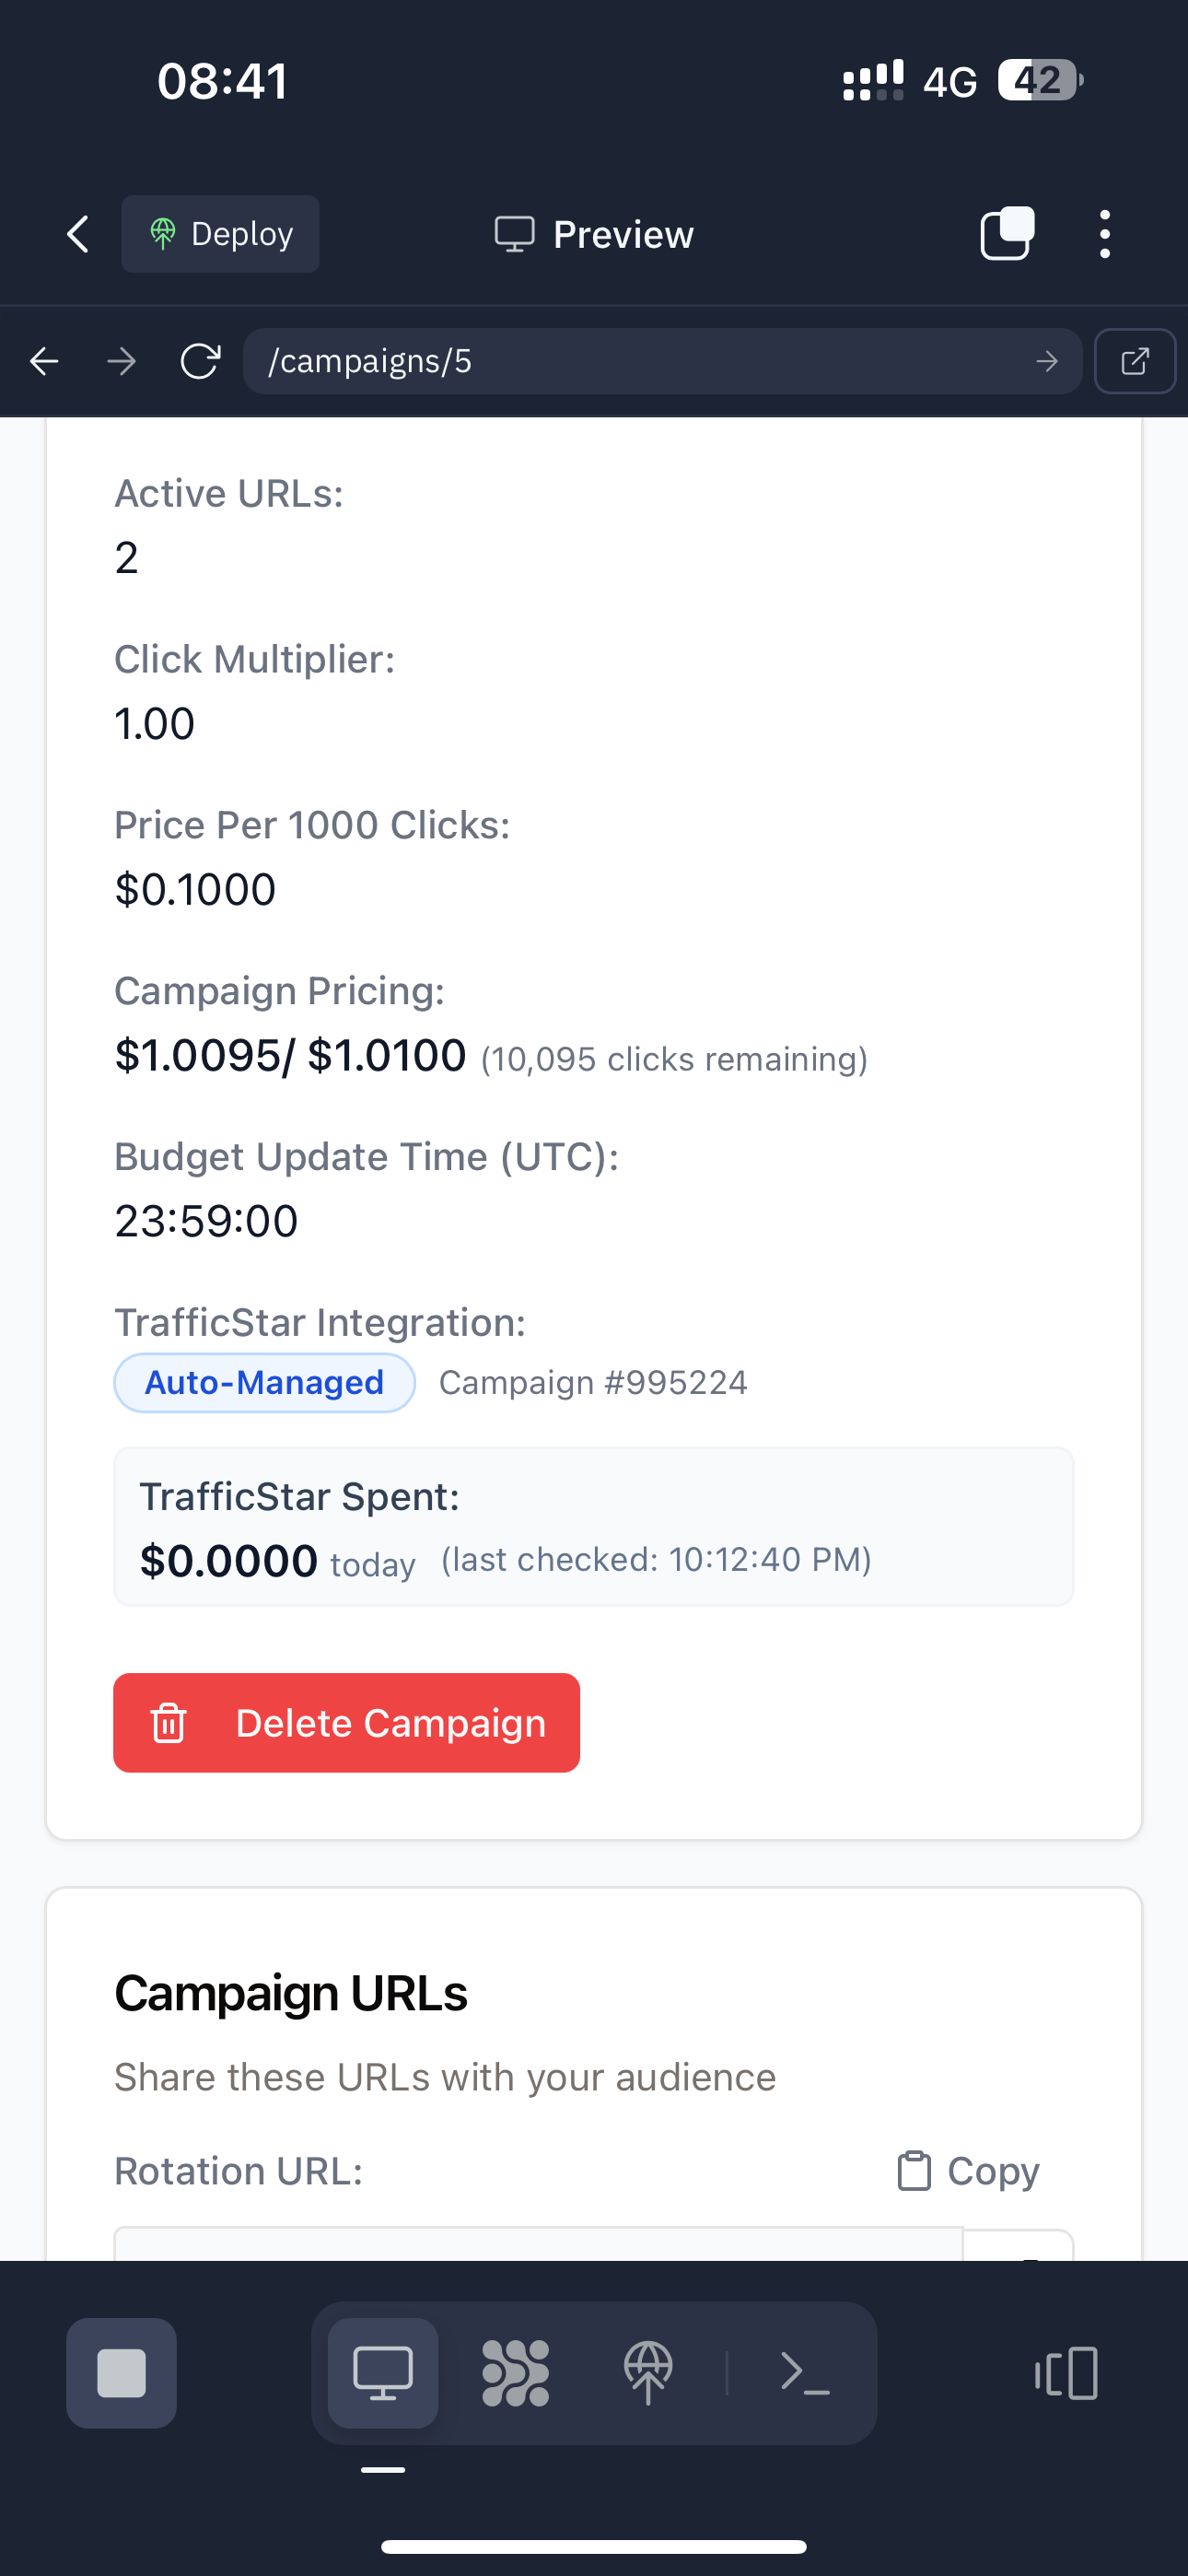 08:41
4G 42
Deploy
Preview
/campaigns/5
Active URLs:
2
Click Multiplier:
1.00
Price Per 1000 Clicks:
$0.1000
Campaign Pricing:
$1.0095/ $1.0100 (10,095 clicks remaining)
Budget Update Time (UTC):
23:59:00
TrafficStar Integration:
Auto-Managed Campaign #995224
TrafficStar Spent:
$0.0000 today (last checked: 10:12:40 PM)
Delete Campaign
Campaign URLs
Share these URLs with your audience
Rotation URL:
Copy